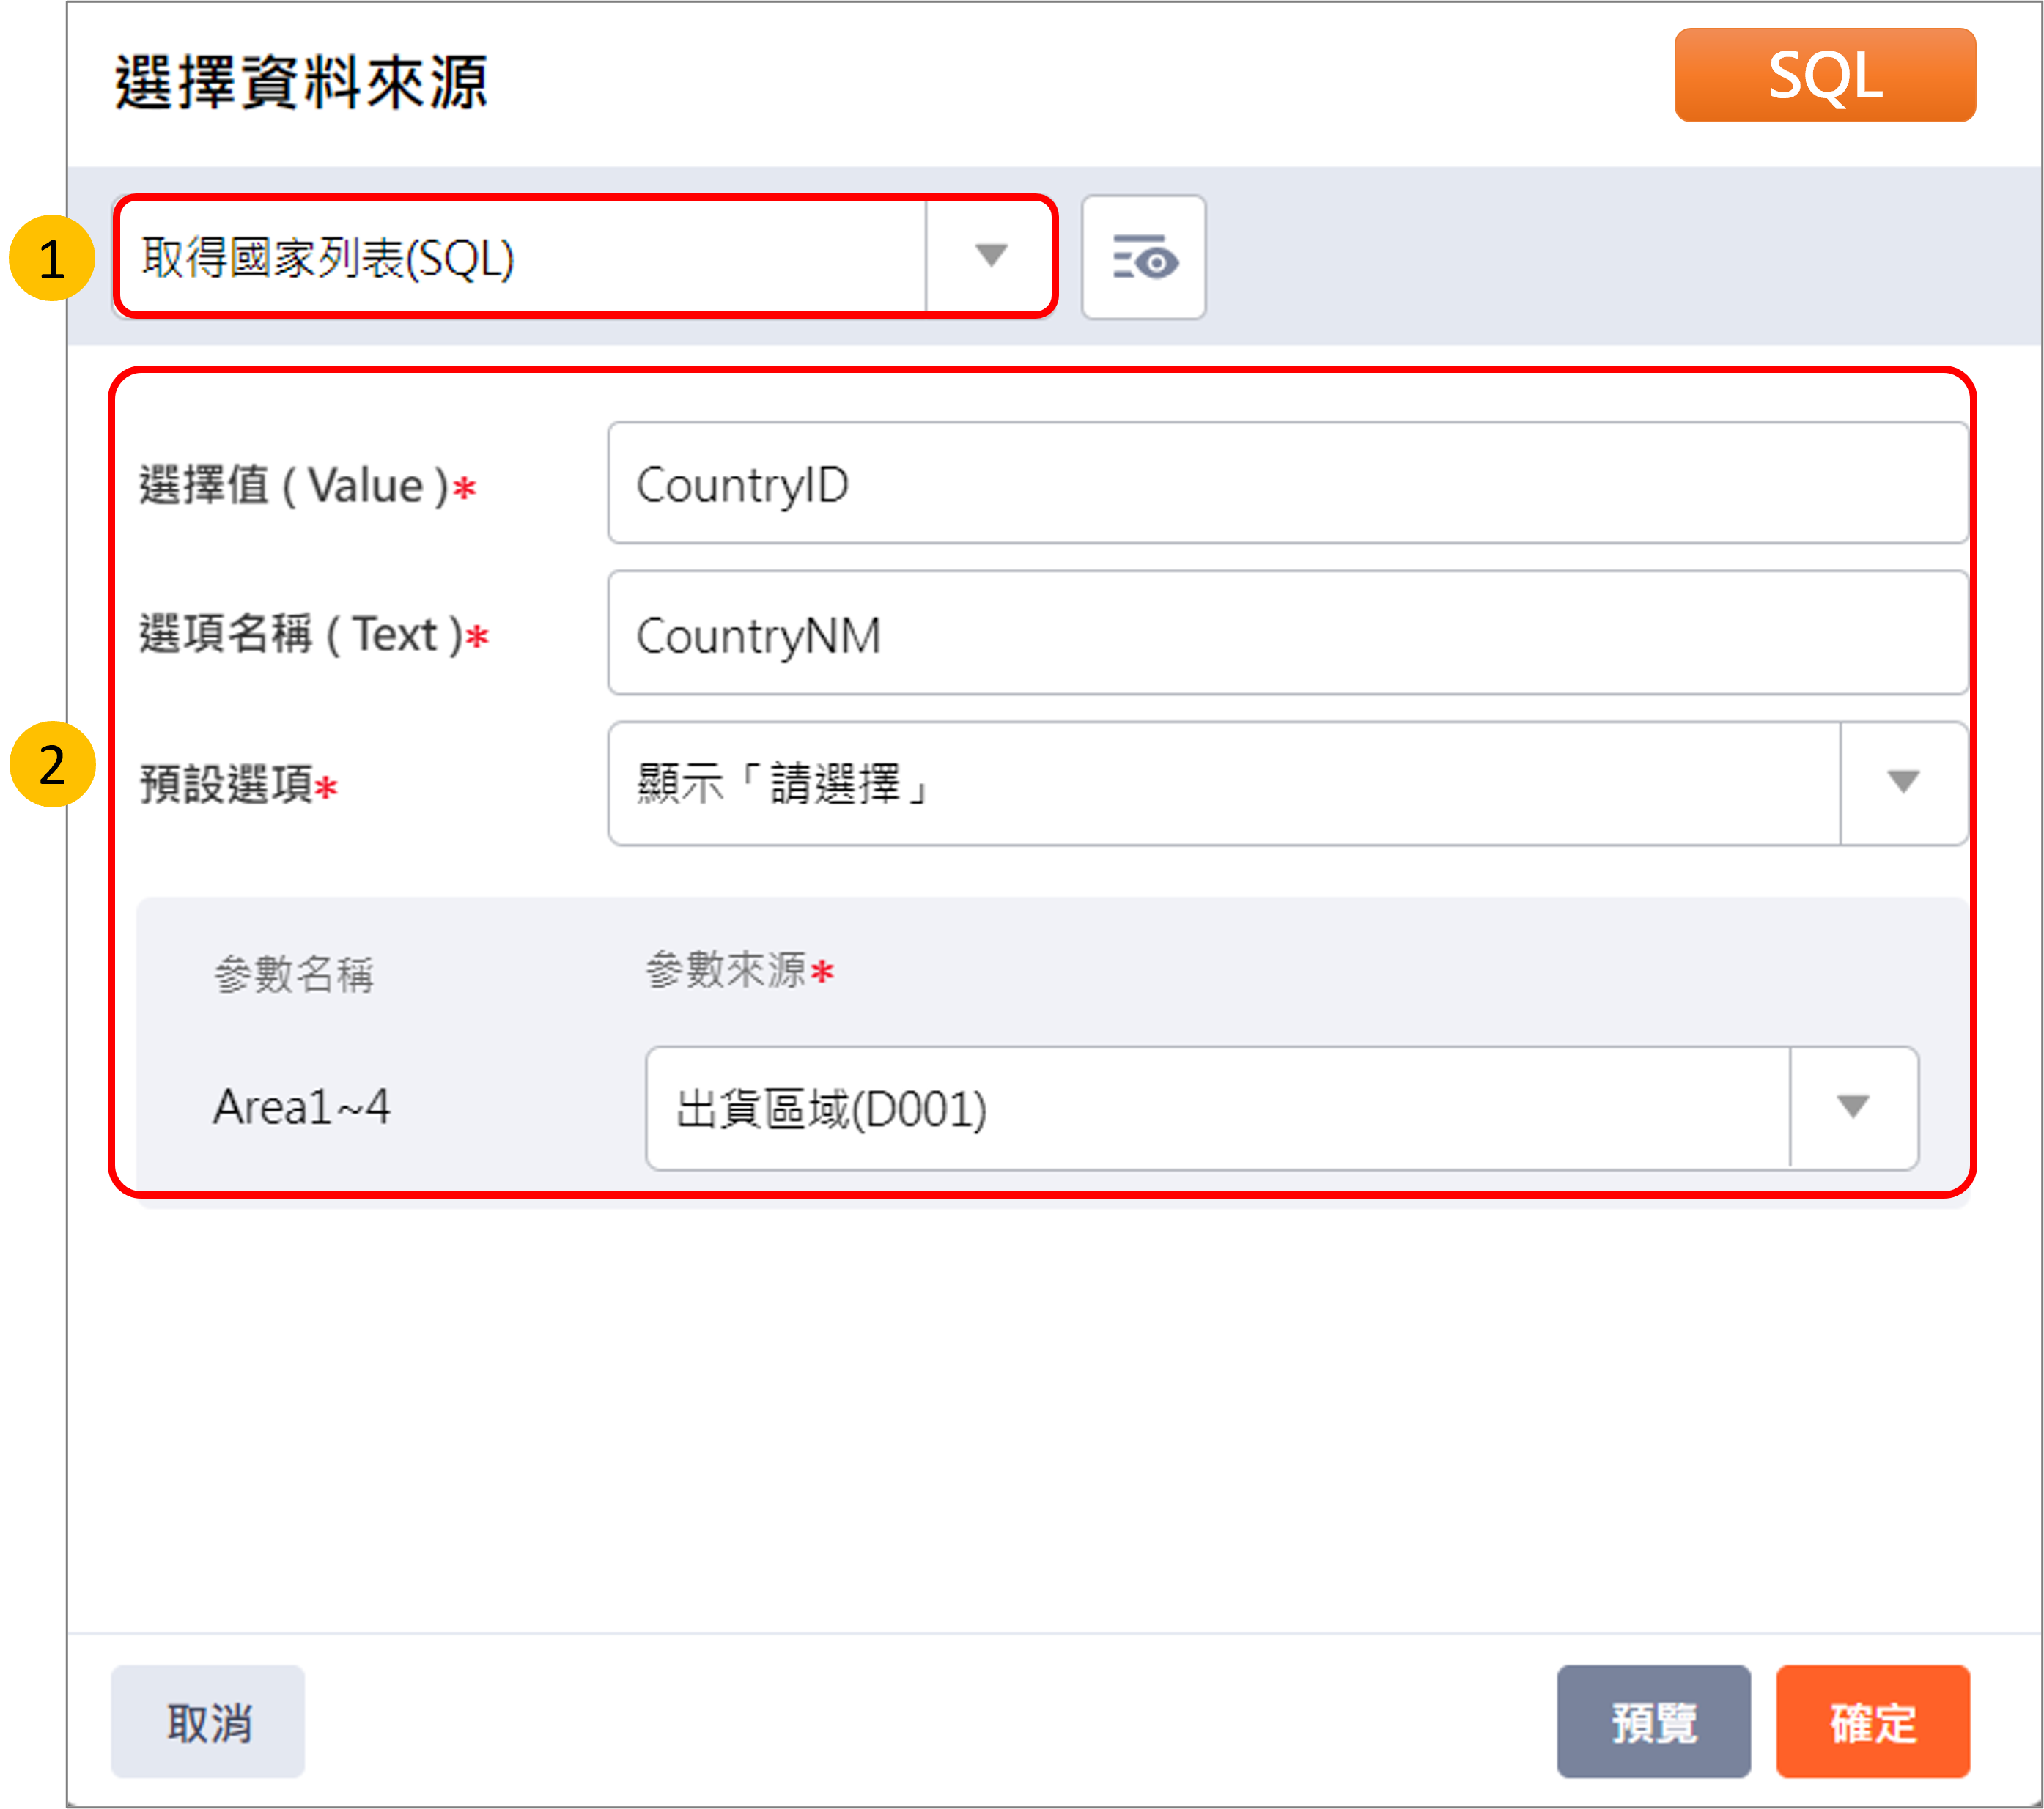 選擇資料來源
SQL
1
取得國家列表(SQL)
選擇值 ( Value )*
CountryID
選項名稱 ( Text )*
CountryNM
2
預設選項*
顯示「請選擇」
參數名稱
參數來源*
Area1~4
出貨區域(D001)
取消
預覽
確定